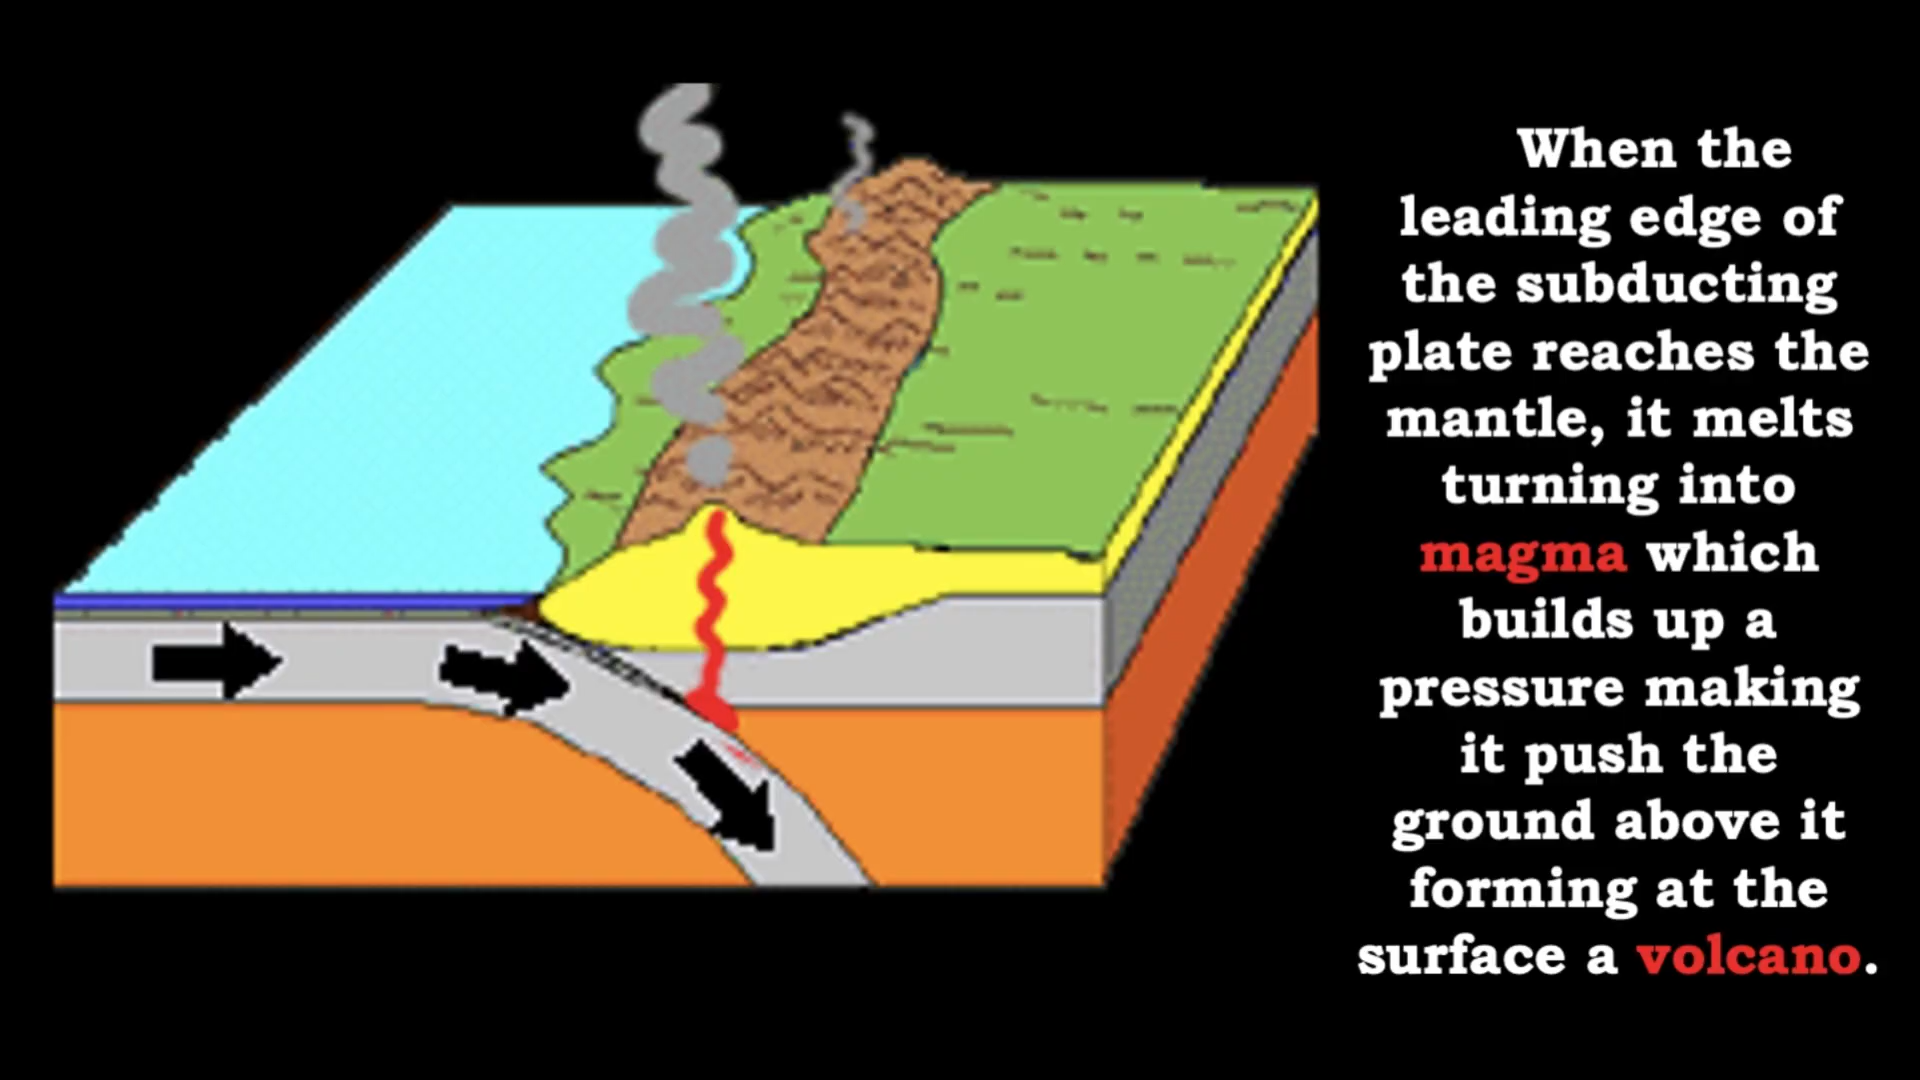 When the
leading edge of
the subducting
plate reaches the
mantle, it melts
turning into
magma which
builds up a
pressure making
it push the
ground above it
forming at the
surface a volcano.